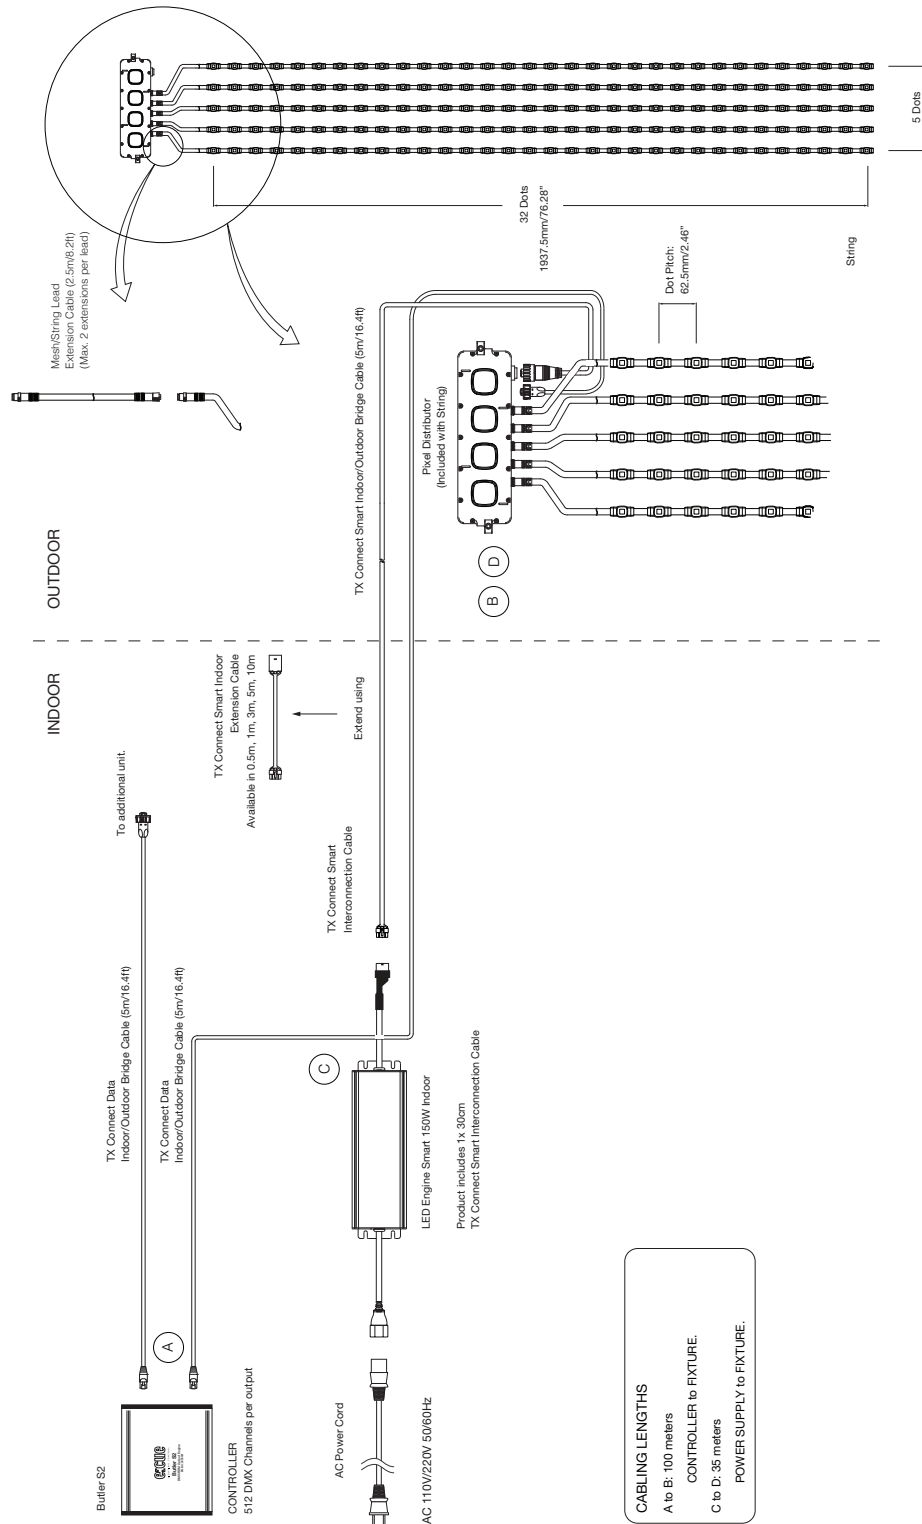 OUTDOOR
INDOOR
Mesh/String Lead
Extension Cable (2.5m/8.2ft)
(Max. 2 extensions per lead)
5 Dots
32 Dots
1937.5mm/76.28"
String
Dot Pitch:
62.5mm/2.46"
Pixel Distributor
(Included with String)
B
D
TX Connect Smart Indoor/Outdoor Bridge Cable (5m/16.4ft)
To additional unit.
TX Connect Smart Indoor
Extension Cable
Available in 0.5m, 1m, 3m, 5m, 10m
Extend using
TX Connect Smart
Interconnection Cable
TX Connect Data
Indoor/Outdoor Bridge Cable (5m/16.4ft)
TX Connect Data
Indoor/Outdoor Bridge Cable (5m/16.4ft)
A
C
LED Engine Smart 150W Indoor
Product includes 1x 30cm
TX Connect Smart Interconnection Cable
Butler S2
e:cue
Butler S2
CONTROLLER
512 DMX Channels per output
AC Power Cord
AC 110V/220V 50/60Hz
CABLING LENGTHS
A to B: 100 meters
CONTROLLER to FIXTURE.
C to D: 35 meters
POWER SUPPLY to FIXTURE.